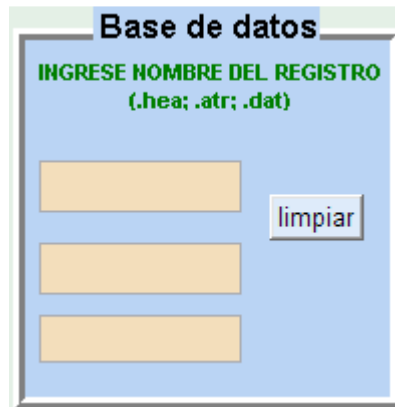 Base de datos
INGRESE NOMBRE DEL REGISTRO
(.hea; .atr; .dat)
limpiar